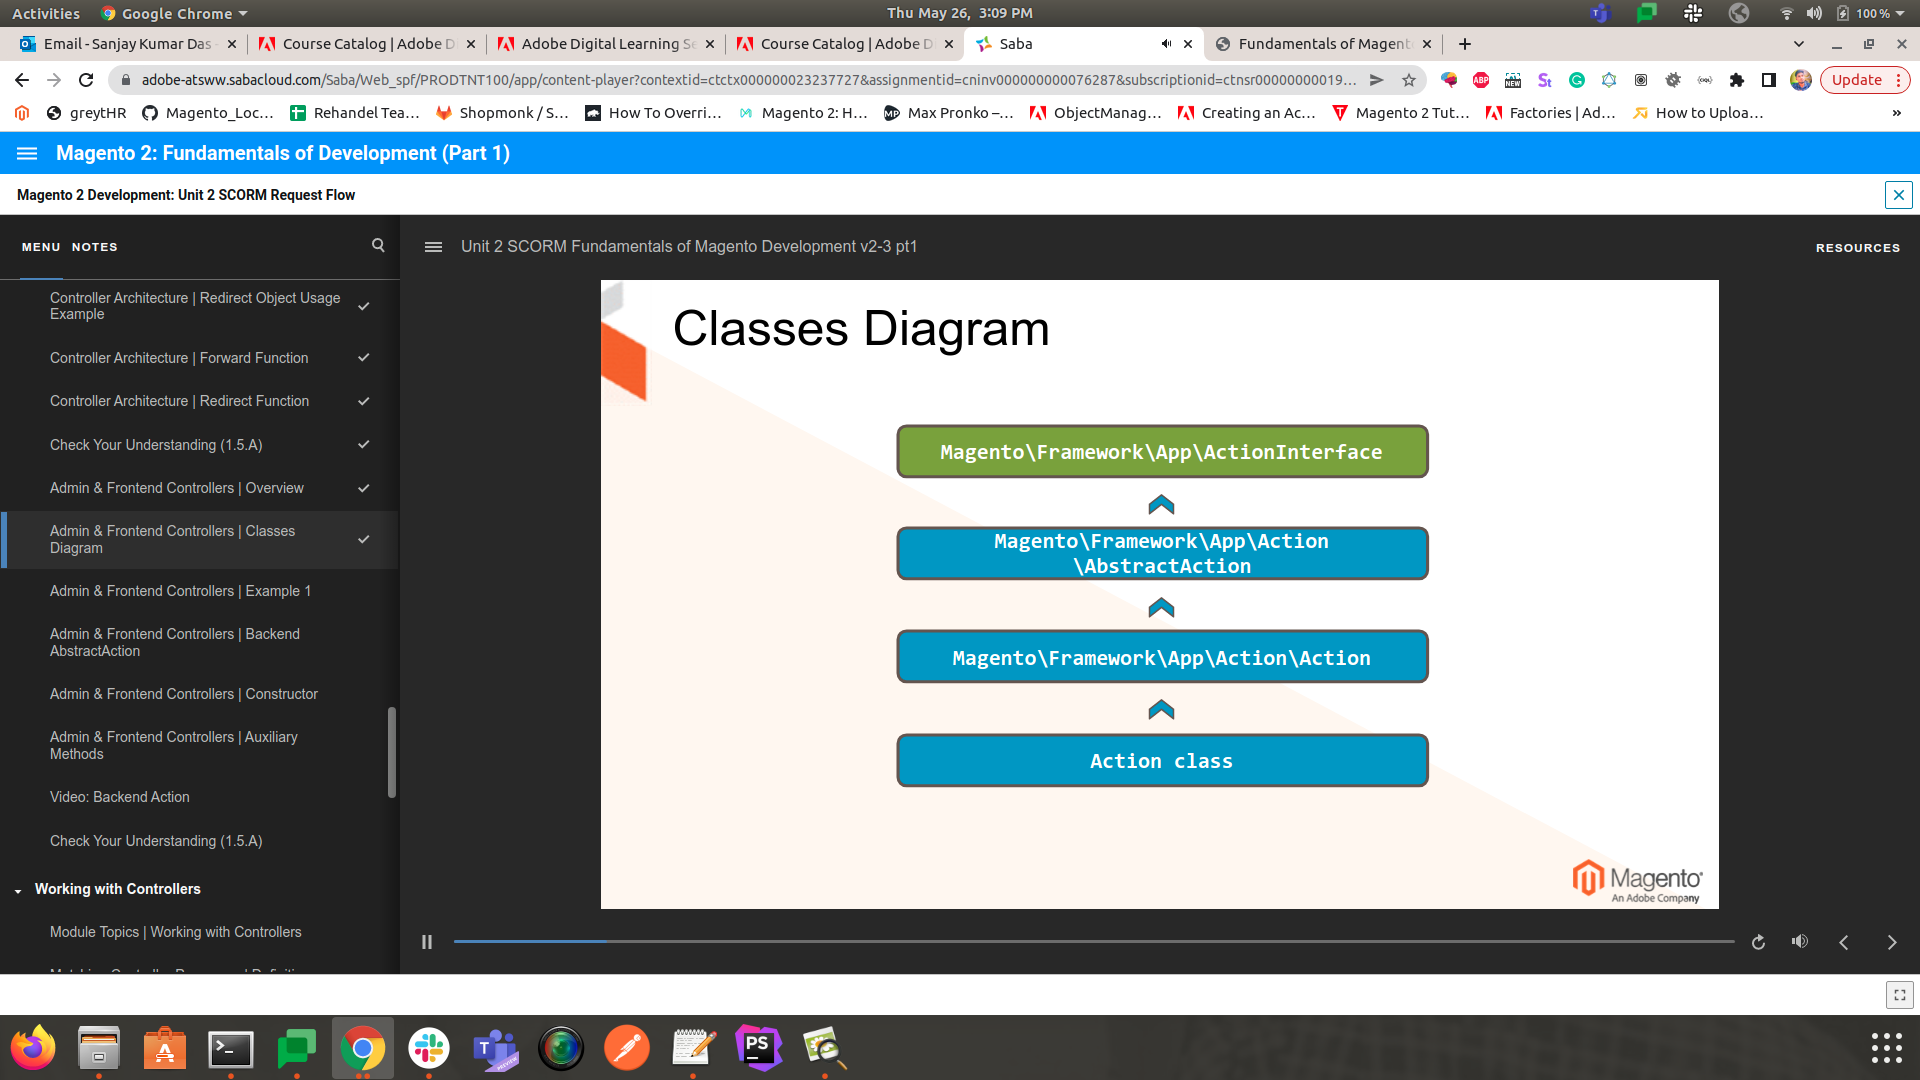 Activities
Google Chrome
Thu May 26, 3:09 PM
100 %
Email - Sanjay Kumar Das
Course Catalog | Adobe D
Adobe Digital Learning Se
Course Catalog | Adobe D
Saba
Fundamentals of Magent
adobe-atsww.sabacloud.com/Saba/Web_spf/PRODTNT100/app/content-player?contextid=ctctx000000023237727&assignmentid=cninv000000000076287&subscriptionid=ctnsr00000000019...
Update
greytHR
Magento_Loc...
Rehandel Tea...
Shopmonk / S...
How To Overri...
Magento 2: H...
Max Pronko –...
ObjectManag...
Creating an Ac...
Magento 2 Tut...
Factories | Ad...
How to Uploa...
»
Magento 2: Fundamentals of Development (Part 1)
Magento 2 Development: Unit 2 SCORM Request Flow
MENU
NOTES
Unit 2 SCORM Fundamentals of Magento Development v2-3 pt1
RESOURCES
Controller Architecture | Redirect Object Usage
Example
Controller Architecture | Forward Function
Controller Architecture | Redirect Function
Check Your Understanding (1.5.A)
Admin & Frontend Controllers | Overview
Admin & Frontend Controllers | Classes
Diagram
Admin & Frontend Controllers | Example 1
Admin & Frontend Controllers | Backend
AbstractAction
Admin & Frontend Controllers | Constructor
Admin & Frontend Controllers | Auxiliary
Methods
Video: Backend Action
Check Your Understanding (1.5.A)
Working with Controllers
Module Topics | Working with Controllers
Classes Diagram
Magento\Framework\App\ActionInterface
Magento\Framework\App\Action
\AbstractAction
Magento\Framework\App\Action\Action
Action class
Magento
An Adobe Company